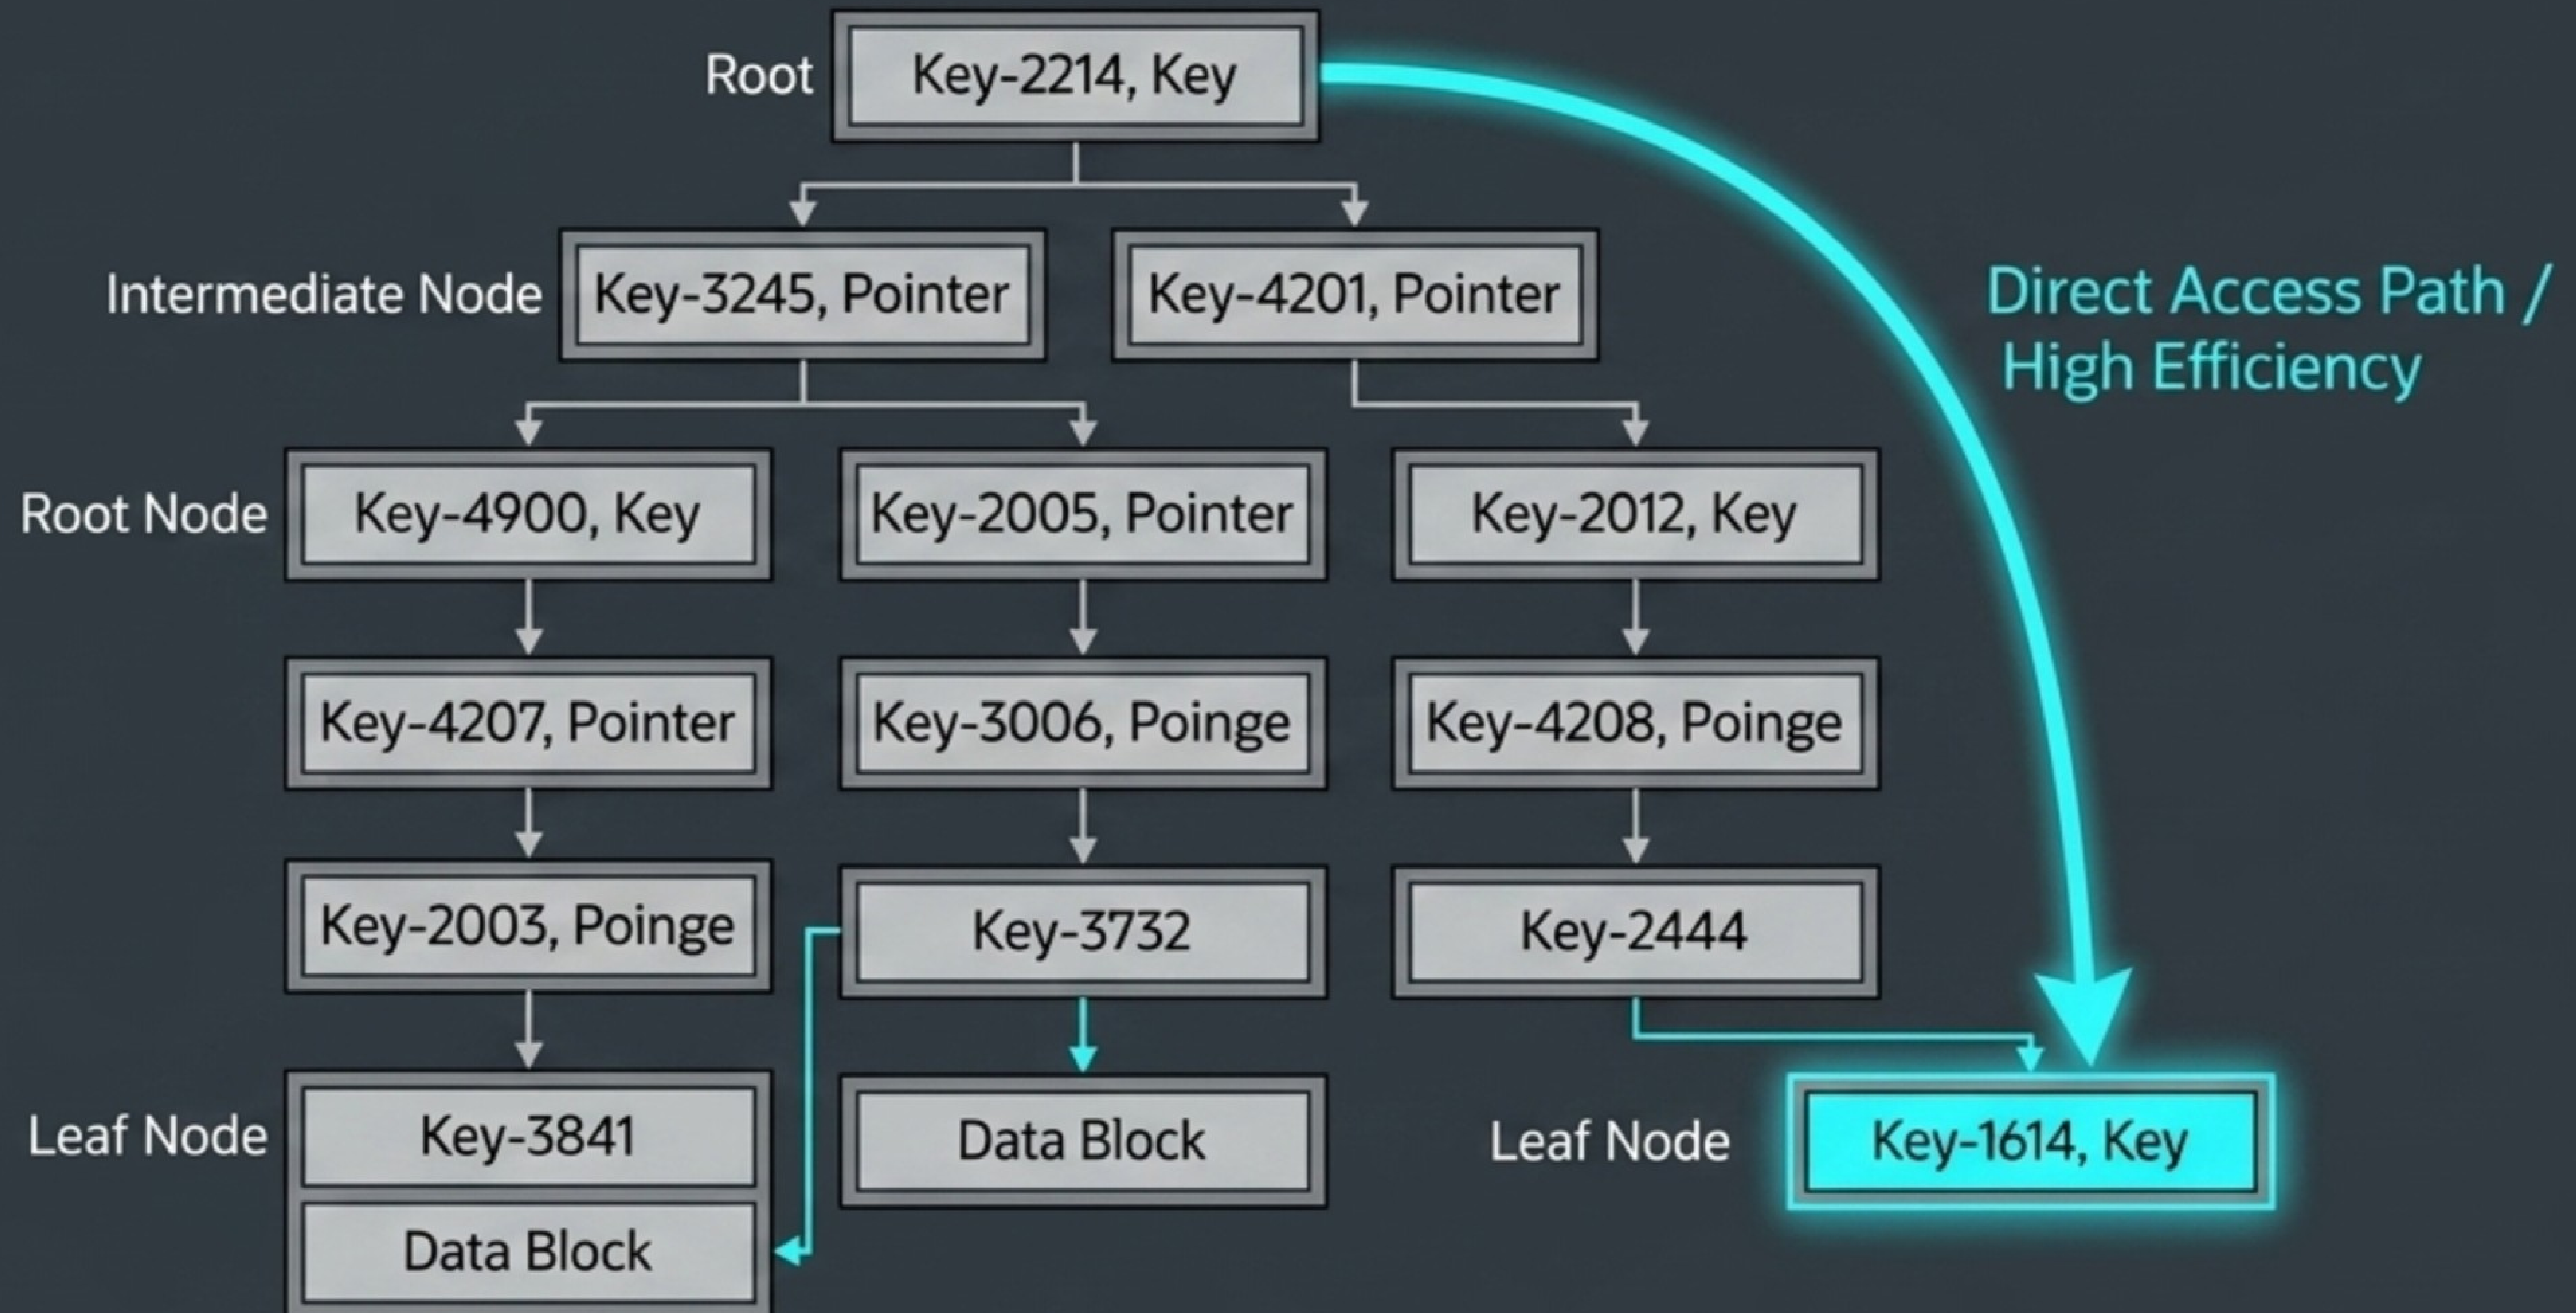 Root
Key-2214, Key
Intermediate Node
Key-3245, Pointer
Key-4201, Pointer
Direct Access Path /
High Efficiency
Root Node
Key-4900, Key
Key-2005, Pointer
Key-2012, Key
Key-4207, Pointer
Key-3006, Poinge
Key-4208, Poinge
Key-2003, Poinge
Key-3732
Key-2444
Leaf Node
Key-3841
Data Block
Leaf Node
Key-1614, Key
Data Block